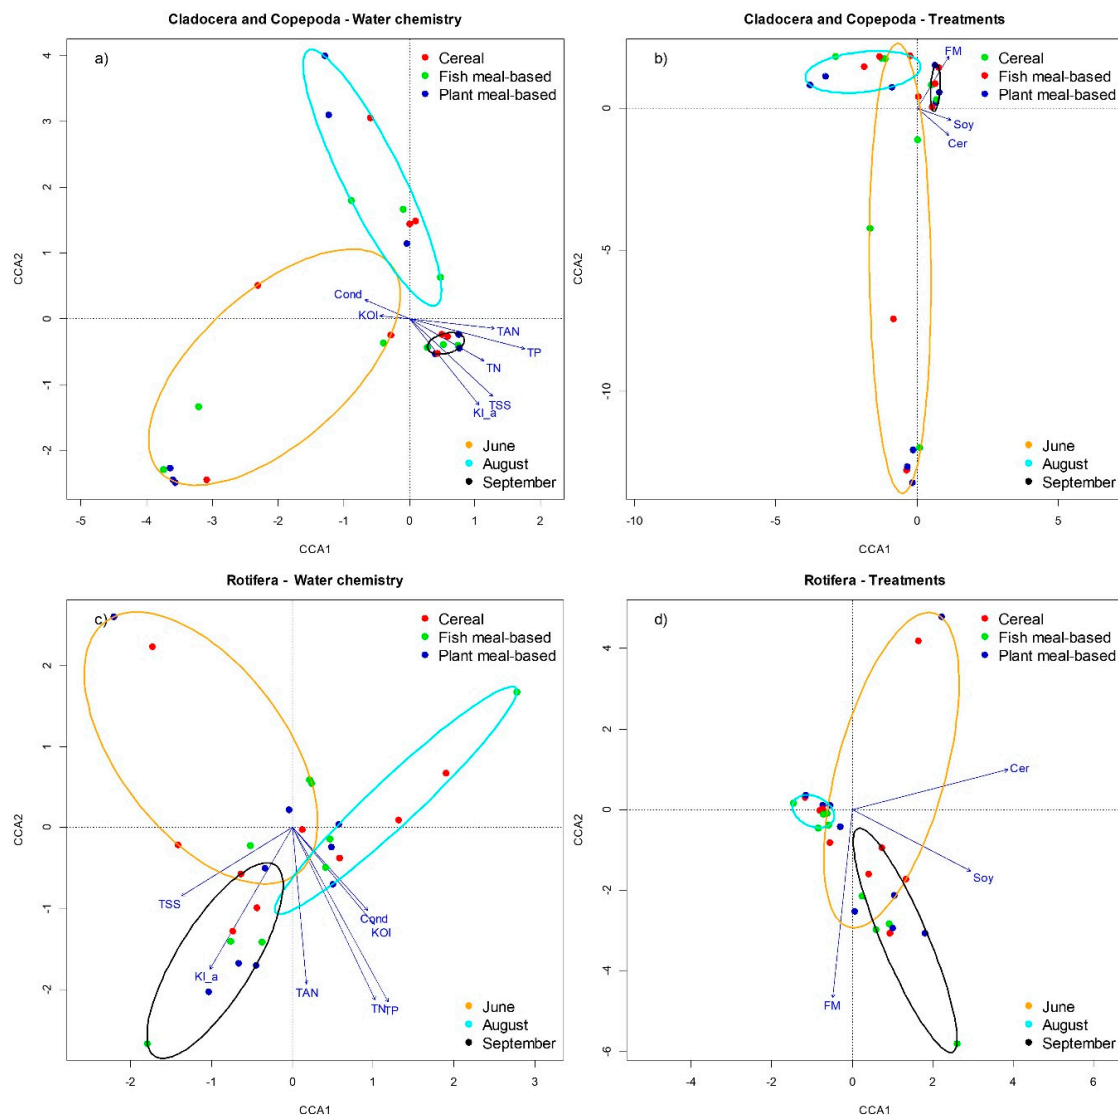 Cladocera and Copepoda - Water chemistry
a)
Cereal
Fish meal-based
Plant meal-based
4
3
2
1
0
-1
-2
CCA2
Cond
KOI
TAN
TP
TN
TSS
KI_a
June
August
September
-5 -4 -3 -2 -1 0 1 2
CCA1
Cladocera and Copepoda - Treatments
b)
FM
Cereal
Fish meal-based
Plant meal-based
0
-5
-10
CCA2
Soy
Cer
June
August
September
-10 -5 0 5
CCA1
Rotifera - Water chemistry
c)
Cereal
Fish meal-based
Plant meal-based
2
1
0
-1
-2
CCA2
TSS
Cond
KOI
KI_a
TAN
TN
TP
June
August
September
-2 -1 0 1 2 3
CCA1
Rotifera - Treatments
d)
Cereal
Fish meal-based
Plant meal-based
4
2
0
-2
-4
-6
CCA2
Cer
Soy
FM
June
August
September
-4 -2 0 2 4 6
CCA1